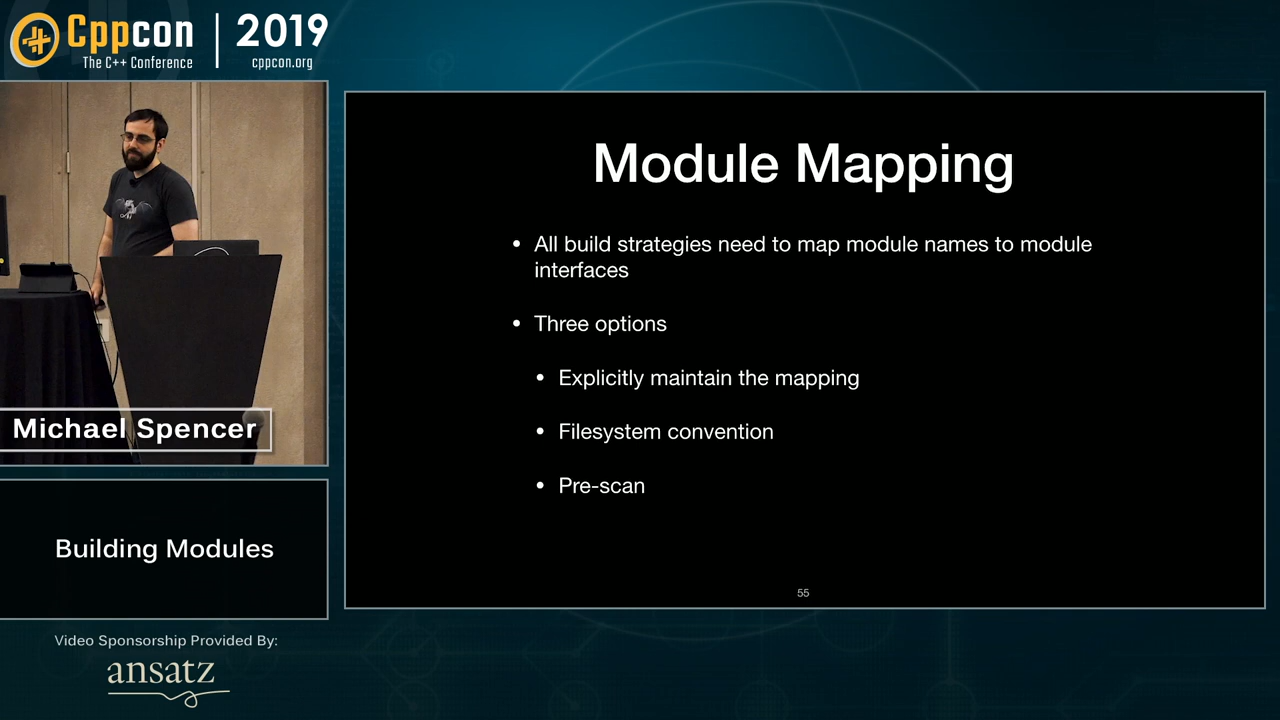 Cppcon
The C++ Conference
2019
cppcon.org
Michael Spencer
Building Modules
Video Sponsorship Provided By:
ansatz
Module Mapping
• All build strategies need to map module names to module
interfaces
• Three options
• Explicitly maintain the mapping
• Filesystem convention
• Pre-scan
55